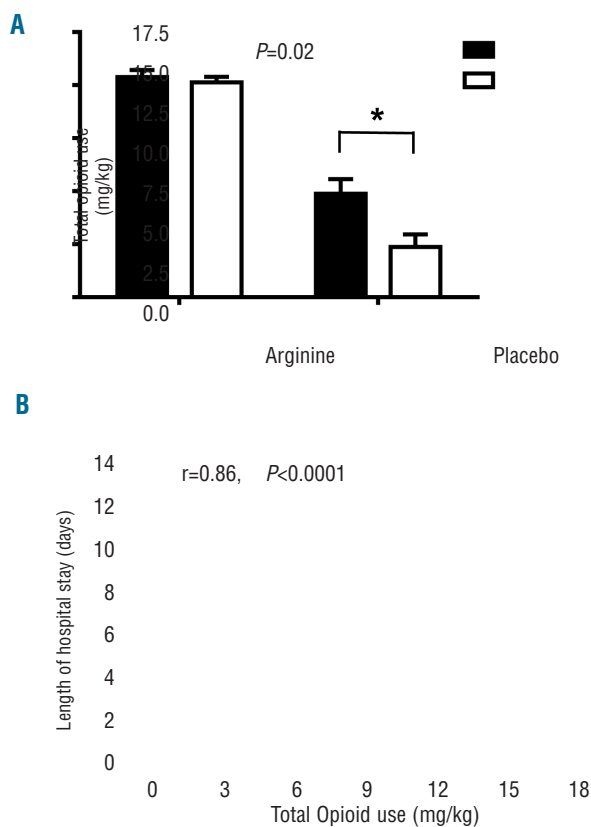 A
17.5
P=0.02
15.0
12.5
*
10.0
7.5
5.0
2.5
0.0
Total opioid use
(mg/kg)
Arginine Placebo
B
14
r=0.86, P<0.0001
12
10
8
6
4
2
0
Length of hospital stay (days)
0 3 6 9 12 15 18
Total Opioid use (mg/kg)